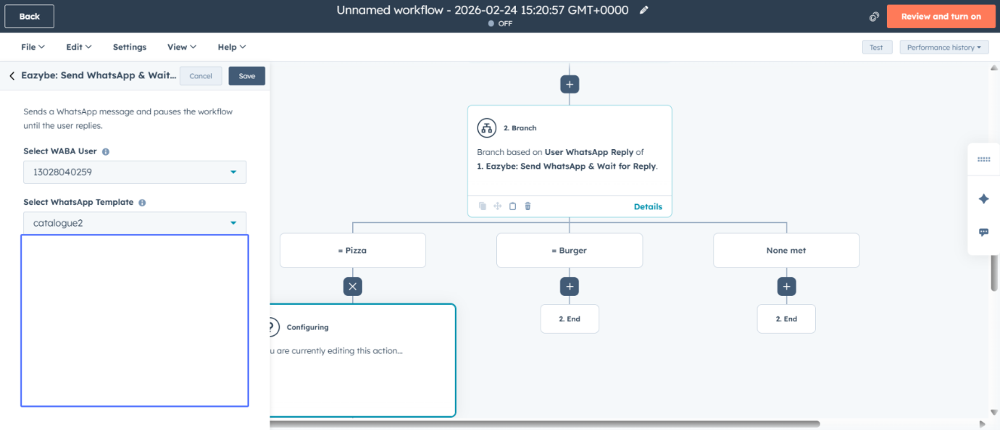 Back
Unnamed workflow - 2026-02-24 15:20:57 GMT+0000
OFF
Review and turn on
File
Edit
Settings
View
Help
Test
Performance history
Eazybe: Send WhatsApp & Wait...
Cancel
Save
Sends a WhatsApp message and pauses the workflow
until the user replies.
Select WABA User
13028040259
Select WhatsApp Template
catalogue2
2. Branch
Branch based on User WhatsApp Reply of
1. Eazybe: Send WhatsApp & Wait for Reply.
Details
= Pizza
= Burger
None met
Configuring
u are currently editing this action...
2. End
2. End